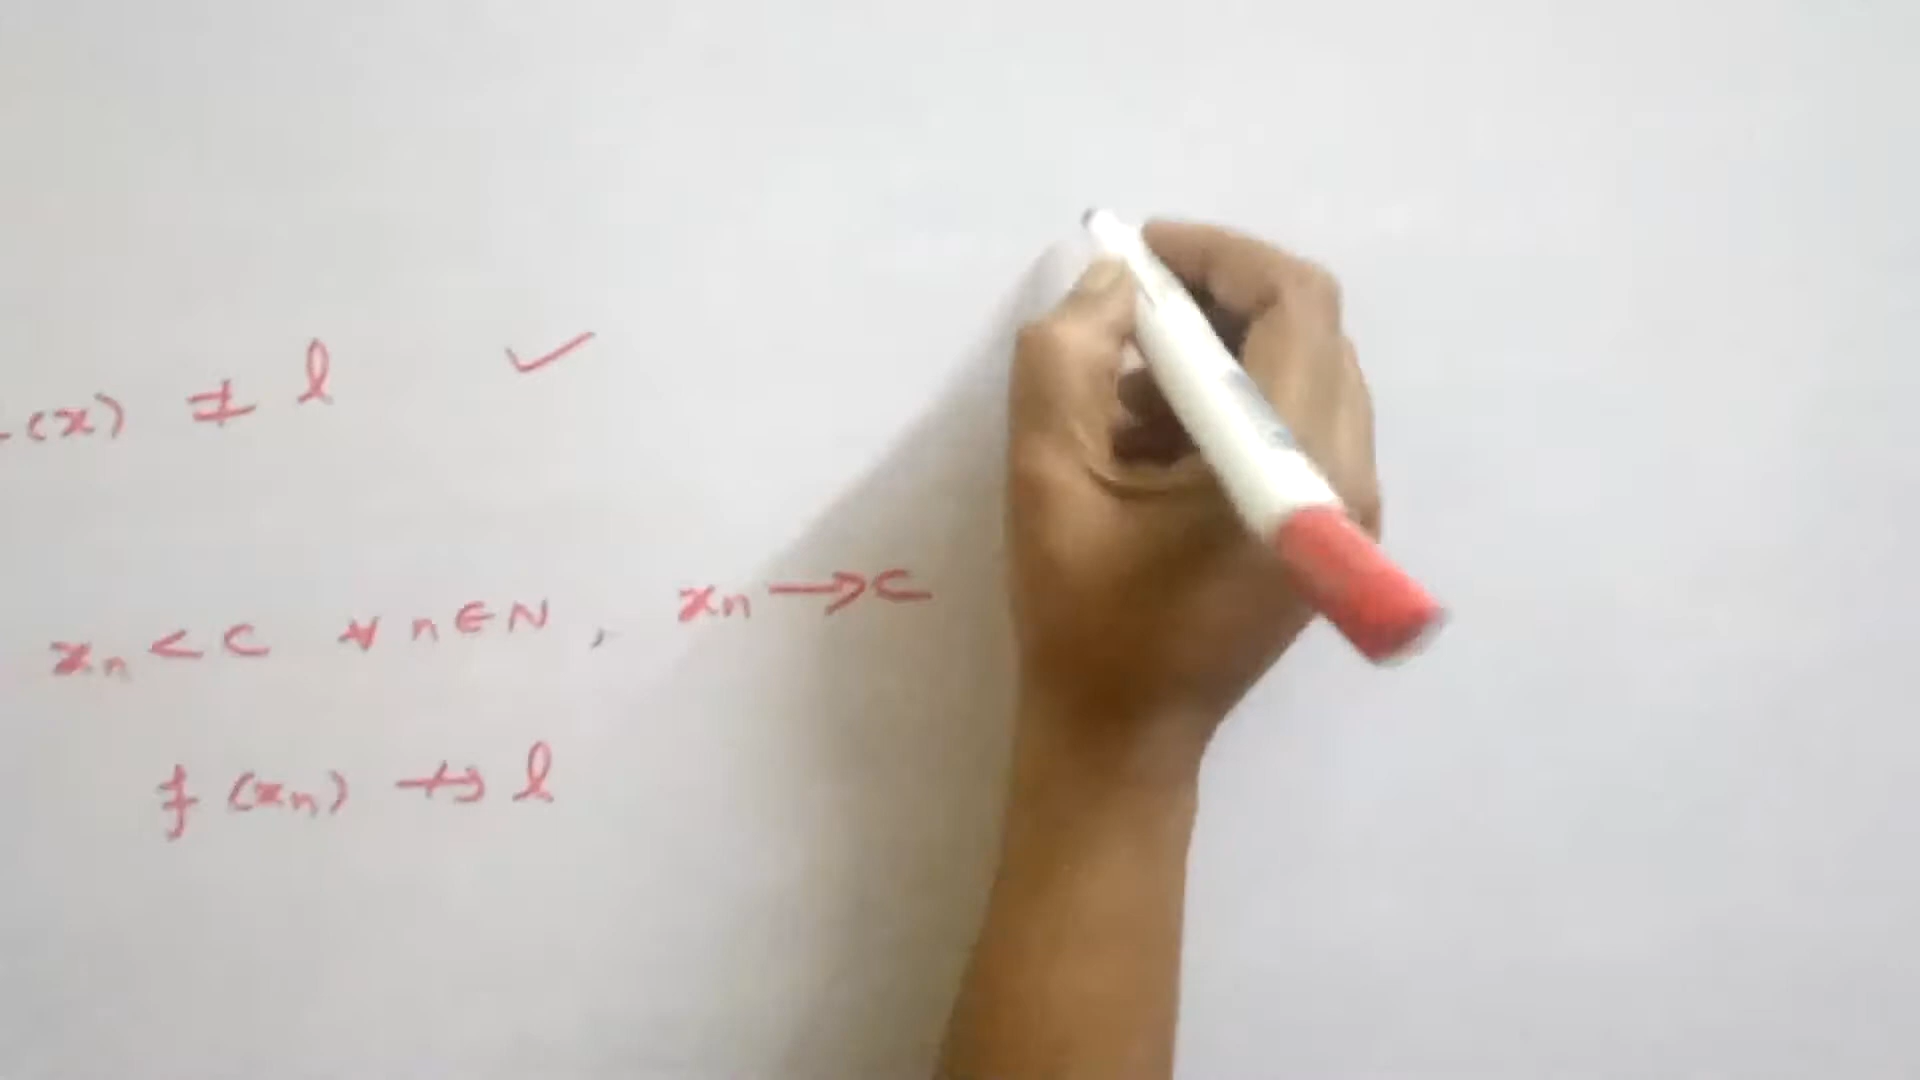 (x) ≠ l ✓
xₙ < c ∀ n ∈ N, xₙ → c
f(xₙ) ↛ l